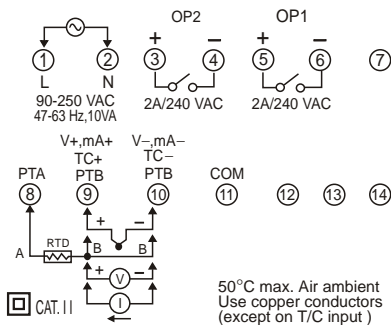 OP2 OP1
+ − + −
1 2 3 4 5 6 7
L N
90-250 VAC 2A/240 VAC 2A/240 VAC
47-63 Hz,10VA
V+,mA+ V−,mA−
TC+ TC−
PTA PTB PTB COM
8 9 10 11 12 13 14
+ −
RTD
A B B
+ V −
+ I −
CAT. II
50°C max. Air ambient
Use copper conductors
(except on T/C input )